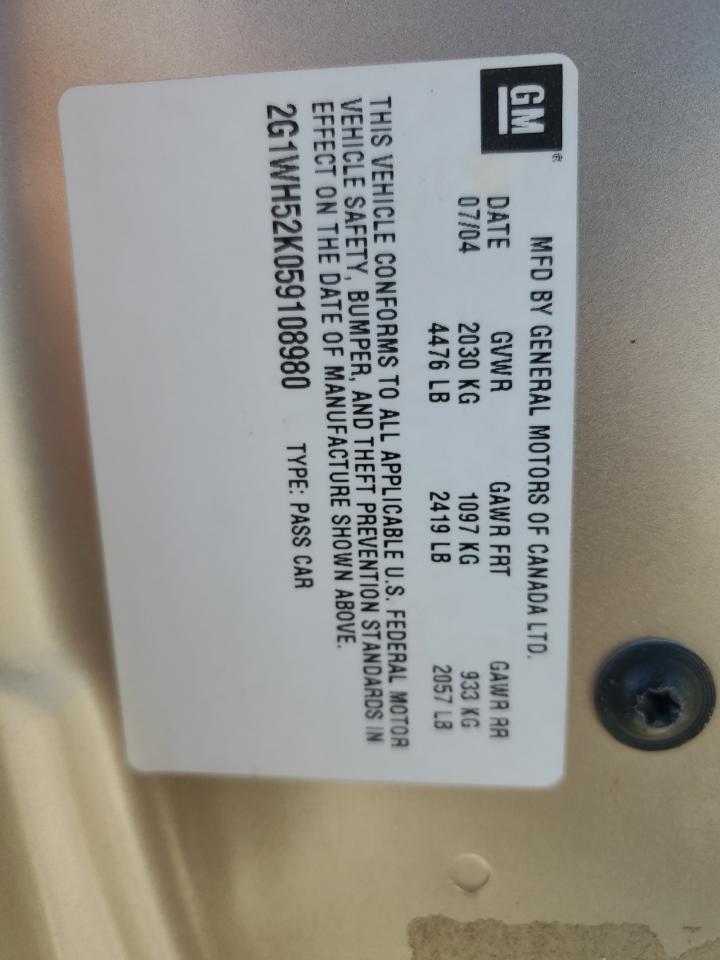 GM®
MFD BY GENERAL MOTORS OF CANADA LTD.
DATE GVWR GAWR FRT GAWR RR
07/04 2030 KG 1097 KG 933 KG
4476 LB 2419 LB 2057 LB
THIS VEHICLE CONFORMS TO ALL APPLICABLE U.S. FEDERAL MOTOR
VEHICLE SAFETY, BUMPER, AND THEFT PREVENTION STANDARDS IN
EFFECT ON THE DATE OF MANUFACTURE SHOWN ABOVE.
2G1WH52K059108980 TYPE: PASS CAR